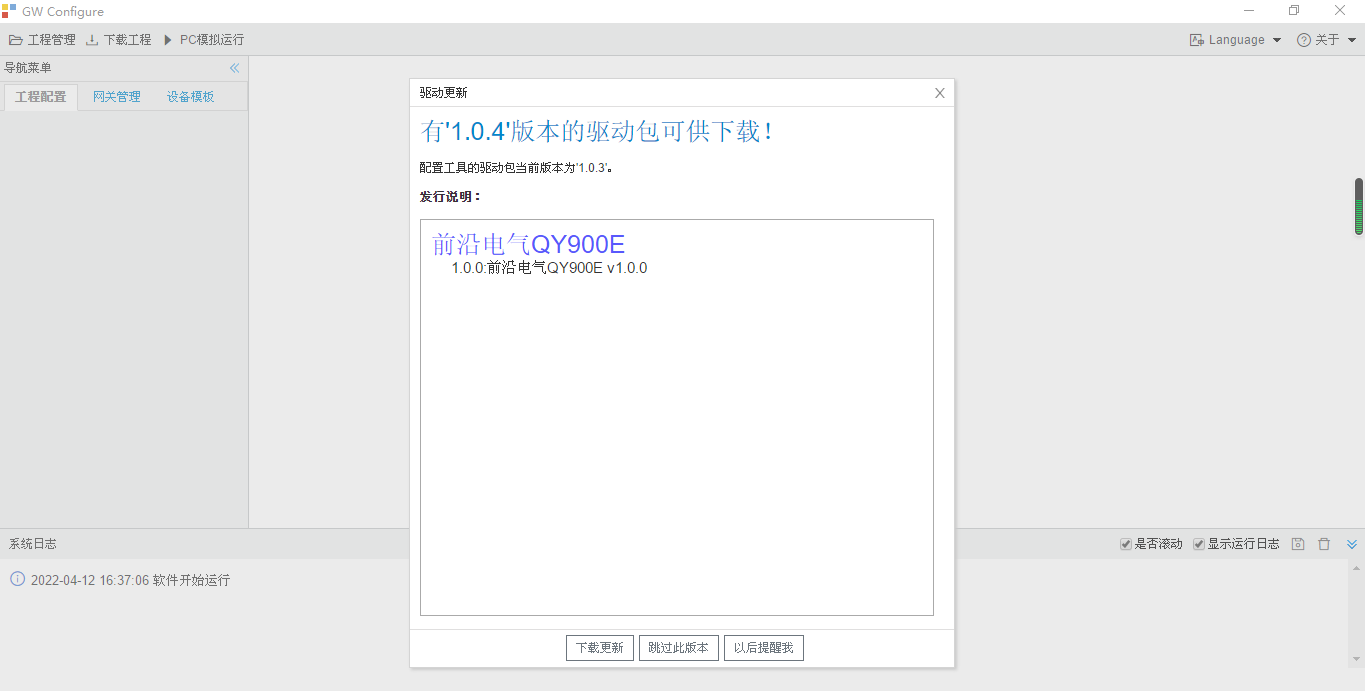 GW Configure
工程管理 下载工程 PC模拟运行 Language 关于
导航菜单
工程配置 网关管理 设备模板
驱动更新
有'1.0.4'版本的驱动包可供下载！
配置工具的驱动包当前版本为'1.0.3'。
发行说明：
前沿电气QY900E
1.0.0:前沿电气QY900E v1.0.0
下载更新 跳过此版本 以后提醒我
系统日志 是否滚动 显示运行日志
2022-04-12 16:37:06 软件开始运行